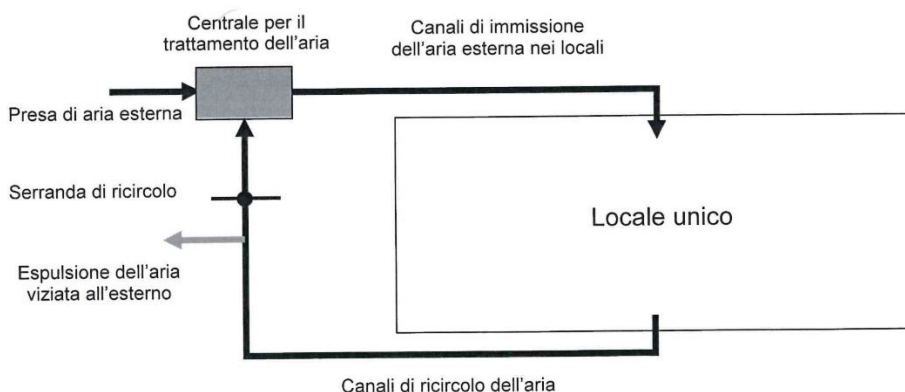 Centrale per il
trattamento dell'aria
Canali di immissione
dell'aria esterna nei locali
Presa di aria esterna
Serranda di ricircolo
Locale unico
Espulsione dell'aria
viziata all'esterno
Canali di ricircolo dell'aria